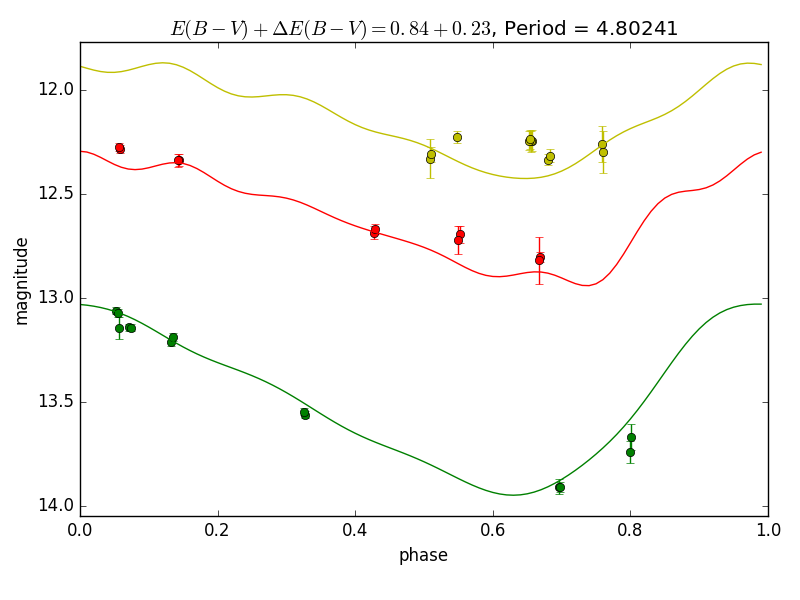 E(B − V) + ΔE(B − V) = 0.84 + 0.23, Period = 4.80241
12.0
12.5
13.0
13.5
14.0
magnitude
0.0 0.2 0.4 0.6 0.8 1.0
phase